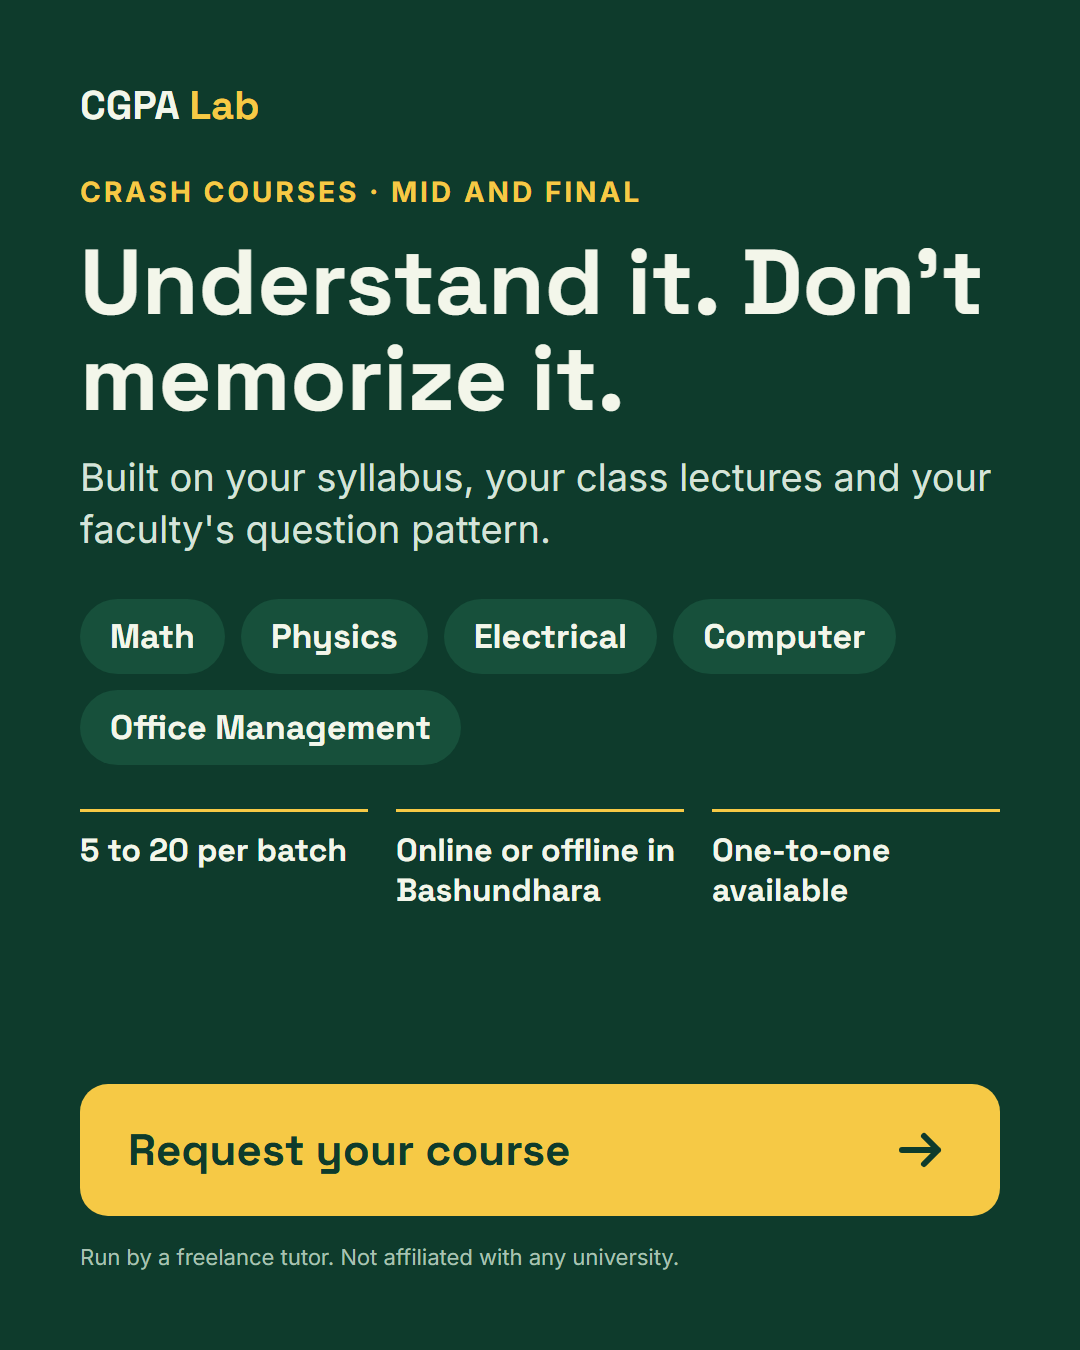 CGPA Lab
CRASH COURSES · MID AND FINAL
Understand it. Don’t
memorize it.
Built on your syllabus, your class lectures and your
faculty's question pattern.
Math
Physics
Electrical
Computer
Office Management
5 to 20 per batch
Online or offline in
Bashundhara
One-to-one
available
Request your course
Run by a freelance tutor. Not affiliated with any university.